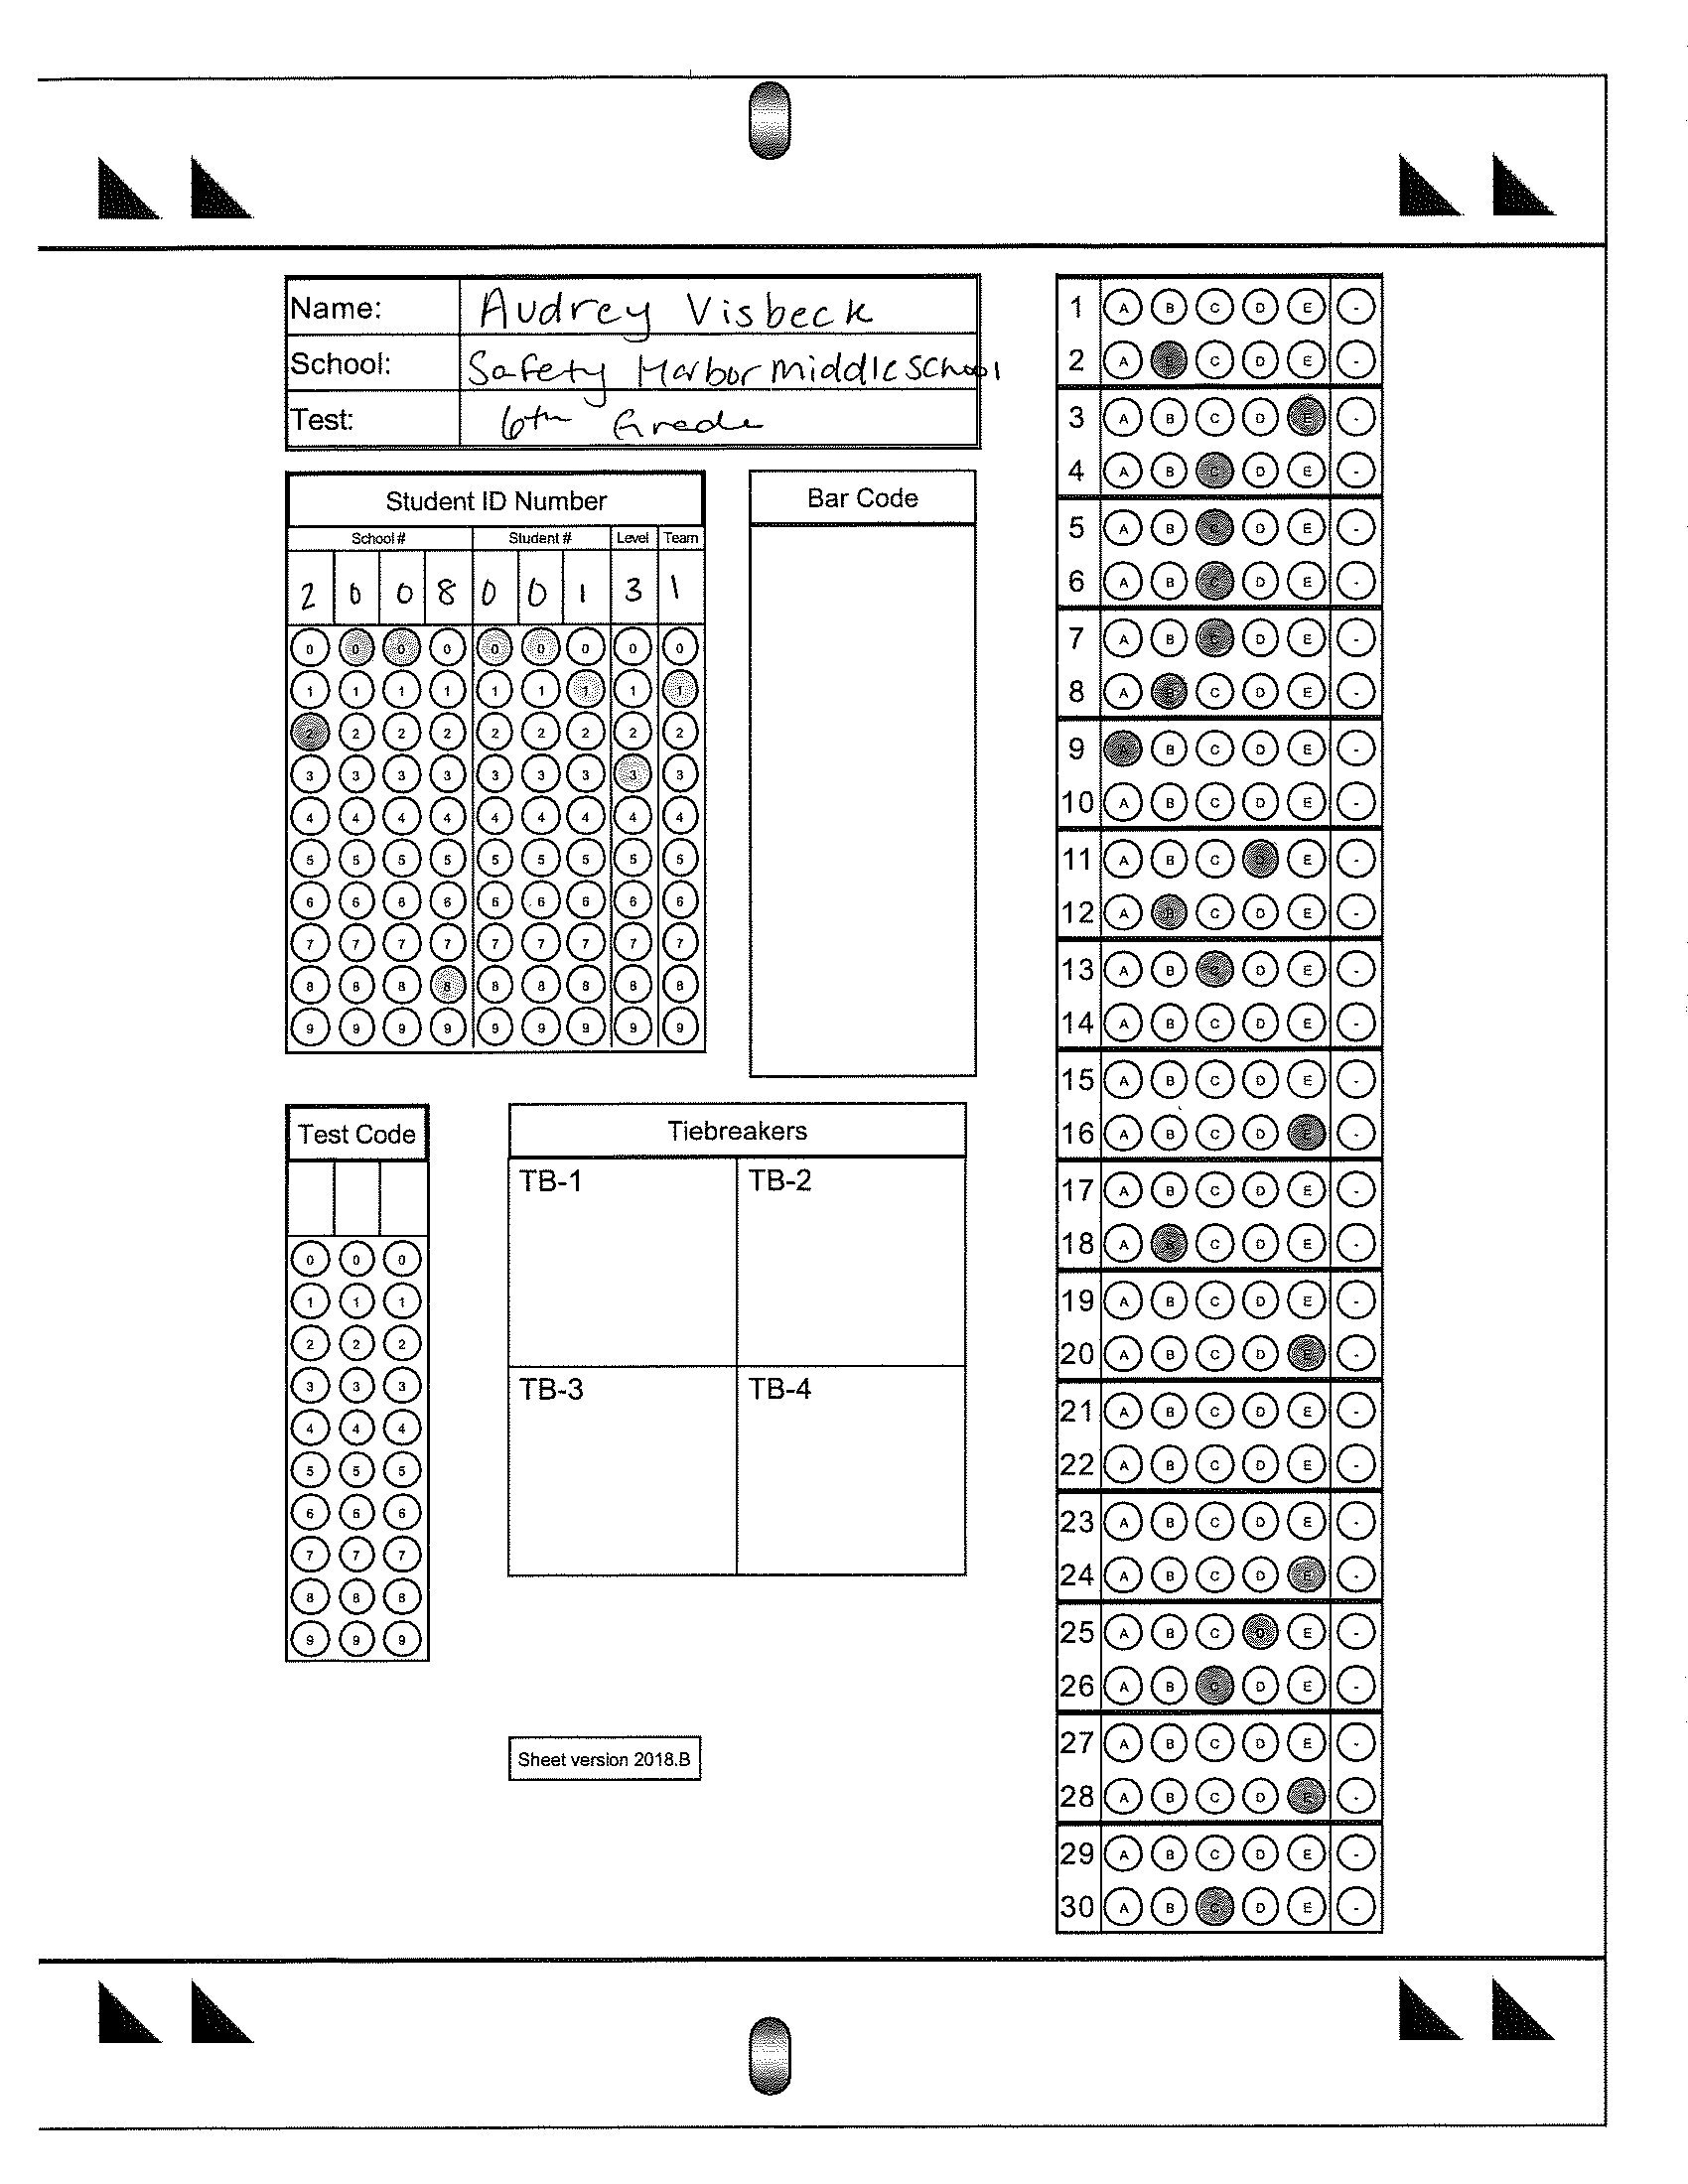 Name: Audrey Visbeck
School: Safety Harbor middle school
Test: 6th Grade
Student ID Number
School # Student # Level Team
2 0 0 8 0 0 1 3 1
0 0 0 0 0 0 0 0 0
1 1 1 1 1 1 1 1 1
2 2 2 2 2 2 2 2 2
3 3 3 3 3 3 3 3 3
4 4 4 4 4 4 4 4 4
5 5 5 5 5 5 5 5 5
6 6 6 6 6 6 6 6 6
7 7 7 7 7 7 7 7 7
8 8 8 8 8 8 8 8 8
9 9 9 9 9 9 9 9 9
Bar Code
Test Code
0 0 0
1 1 1
2 2 2
3 3 3
4 4 4
5 5 5
6 6 6
7 7 7
8 8 8
9 9 9
Tiebreakers
TB-1 TB-2
TB-3 TB-4
Sheet version 2018.B
1 A B C D E -
2 A B C D E -
3 A B C D E -
4 A B C D E -
5 A B C D E -
6 A B C D E -
7 A B C D E -
8 A B C D E -
9 A B C D E -
10 A B C D E -
11 A B C D E -
12 A B C D E -
13 A B C D E -
14 A B C D E -
15 A B C D E -
16 A B C D E -
17 A B C D E -
18 A B C D E -
19 A B C D E -
20 A B C D E -
21 A B C D E -
22 A B C D E -
23 A B C D E -
24 A B C D E -
25 A B C D E -
26 A B C D E -
27 A B C D E -
28 A B C D E -
29 A B C D E -
30 A B C D E -